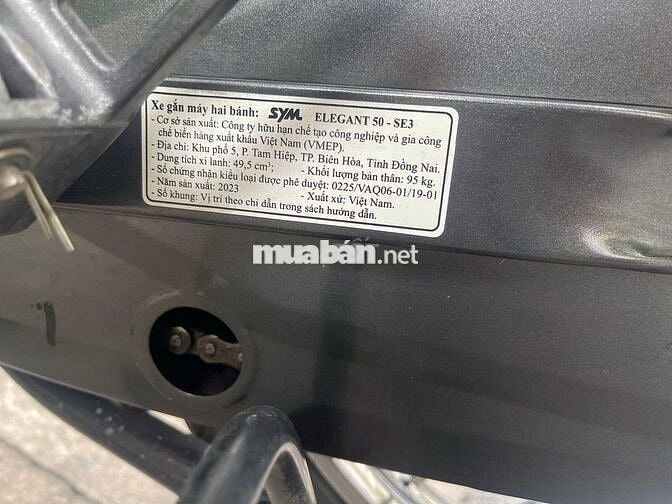 Xe gắn máy hai bánh: SYM ELEGANT 50 - SE3
- Cơ sở sản xuất: Công ty hữu hạn chế tạo công nghiệp và gia công
chế biến hàng xuất khẩu Việt Nam (VMEP).
- Địa chỉ: Khu phố 5, P. Tam Hiệp, TP. Biên Hòa, Tỉnh Đồng Nai.
- Dung tích xi lanh: 49,5 cm³; - Khối lượng bản thân: 95 kg.
- Số chứng nhận kiểu loại được phê duyệt: 0225/VAQ06-01/19-01
- Năm sản xuất: 2023 - Xuất xứ: Việt Nam.
- Số khung: Vị trí theo chỉ dẫn trong sách hướng dẫn.
muabán.net